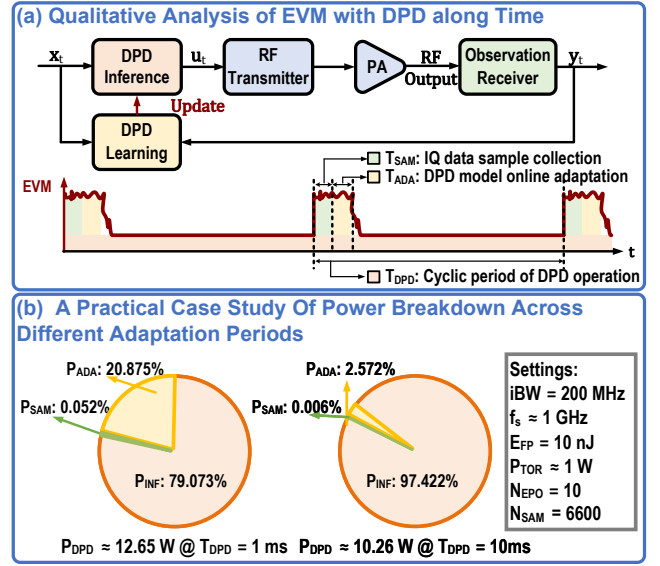 (a) Qualitative Analysis of EVM with DPD along Time
xt
DPD
Inference
ut
RF
Transmitter
PA
RF
Output
Observation
Receiver
yt
Update
DPD
Learning
TSAM: IQ data sample collection
TADA: DPD model online adaptation
EVM
t
TDPD: Cyclic period of DPD operation
(b) A Practical Case Study Of Power Breakdown Across
Different Adaptation Periods
PADA: 20.875%
PSAM: 0.052%
PINF: 79.073%
PDPD ≈ 12.65 W @ TDPD = 1 ms
PADA: 2.572%
PSAM: 0.006%
PINF: 97.422%
PDPD ≈ 10.26 W @ TDPD = 10ms
Settings:
iBW = 200 MHz
fs ≈ 1 GHz
EFP = 10 nJ
PTOR ≈ 1 W
NEPO = 10
NSAM = 6600